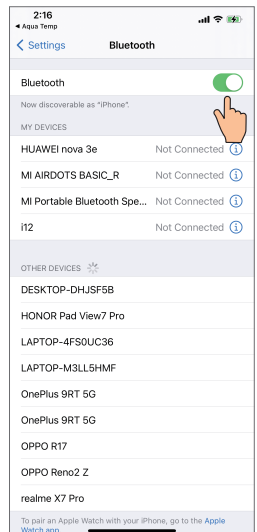 2:16
Aqua Temp
Settings Bluetooth
Bluetooth
Now discoverable as "iPhone".
MY DEVICES
HUAWEI nova 3e Not Connected
MI AIRDOTS BASIC_R Not Connected
MI Portable Bluetooth Spe... Not Connected
i12 Not Connected
OTHER DEVICES
DESKTOP-DHJSF5B
HONOR Pad View7 Pro
LAPTOP-4FS0UC36
LAPTOP-M3LL5HMF
OnePlus 9RT 5G
OnePlus 9RT 5G
OPPO R17
OPPO Reno2 Z
realme X7 Pro
To pair an Apple Watch with your iPhone, go to the Apple
Watch app.